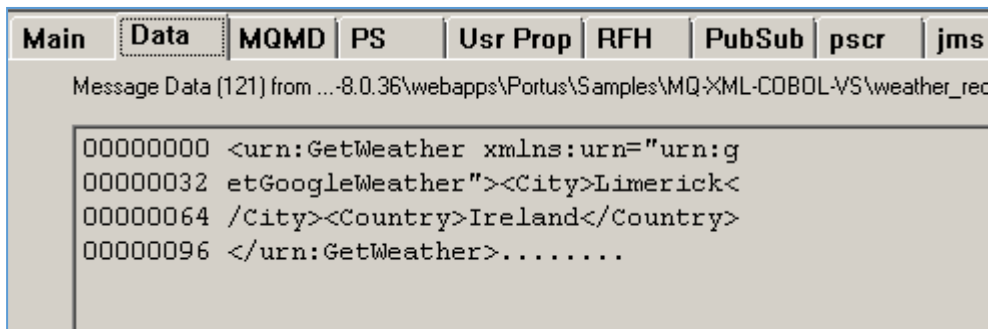 Main Data MQMD PS Usr Prop RFH PubSub pscr jms
Message Data (121) from ...-8.0.36\webapps\Portus\Samples\MQ-XML-COBOL-VS\weather_rec
00000000 <urn:GetWeather xmlns:urn="urn:g
00000032 etGoogleWeather"><City>Limerick<
00000064 /City><Country>Ireland</Country>
00000096 </urn:GetWeather>........